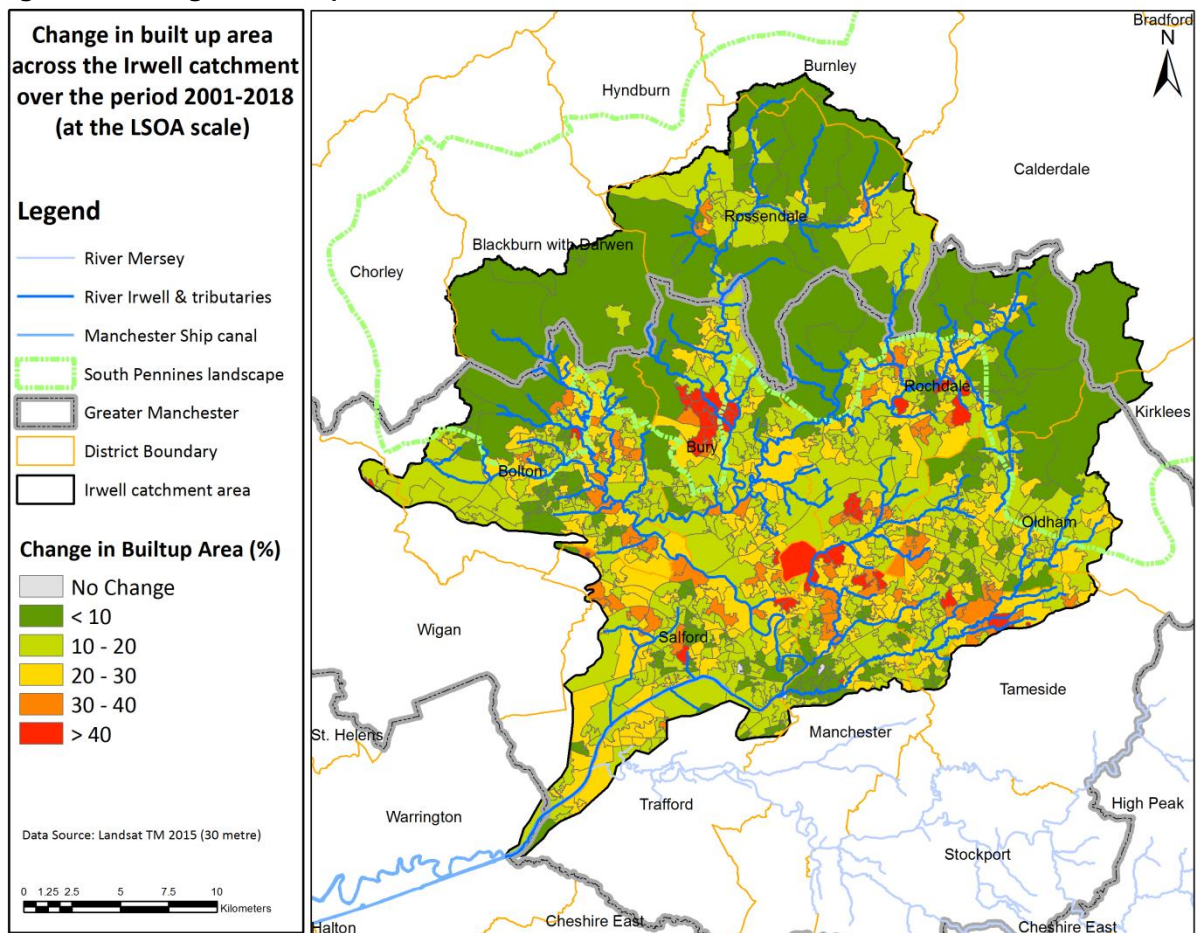 Change in built up area
across the Irwell catchment
over the period 2001-2018
(at the LSOA scale)
Legend
River Mersey
River Irwell & tributaries
Manchester Ship canal
South Pennines landscape
Greater Manchester
District Boundary
Irwell catchment area
Change in Builtup Area (%)
No Change
< 10
10 - 20
20 - 30
30 - 40
> 40
Data Source: Landsat TM 2015 (30 metre)
0 1.25 2.5 5 7.5 10
Kilometers
Bradford
N
Burnley
Hyndburn
Calderdale
Rossendale
Blackburn with Darwen
Chorley
Rochdale
Kirklees
Bury
Bolton
Oldham
Wigan
Salford
Tameside
St. Helens
Manchester
Trafford
High Peak
Warrington
Stockport
Halton
Cheshire East
Cheshire East